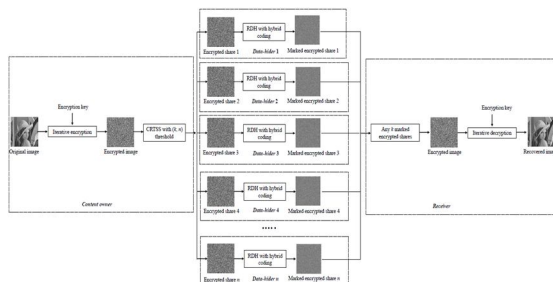 Encrypted share 1
RDH with hybrid
coding
Data-hider 1
Marked encrypted share 1
Encrypted share 2
RDH with hybrid
coding
Data-hider 2
Marked encrypted share 2
Original image
Encryption key
Iterative encryption
Encrypted image
CRTSS with (k, n)
threshold
Content owner
Encrypted share 3
RDH with hybrid
coding
Data-hider 3
Marked encrypted share 3
Any k marked
encrypted shares
Encrypted image
Encryption key
Iterative decryption
Recovered image
Receiver
Encrypted share 4
RDH with hybrid
coding
Data-hider 4
Marked encrypted share 4
.....
Encrypted share n
RDH with hybrid
coding
Data-hider n
Marked encrypted share n